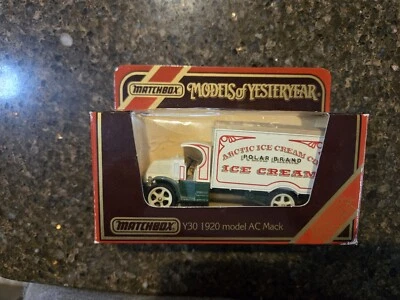 MATCHBOX MODELS of YESTERYEAR
ARCTIC ICE CREAM CO
POLAR BRAND
ICE CREAM
MATCHBOX Y30 1920 model AC Mack